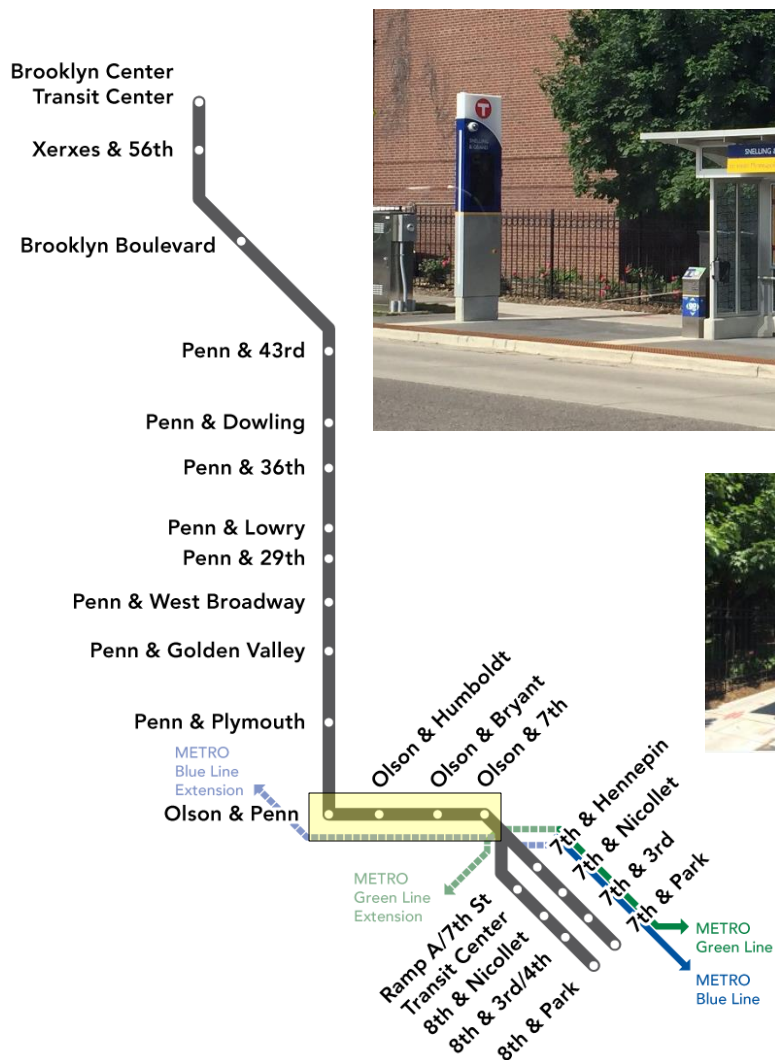 Brooklyn Center
Transit Center
Xerxes & 56th
Brooklyn Boulevard
Penn & 43rd
Penn & Dowling
Penn & 36th
Penn & Lowry
Penn & 29th
Penn & West Broadway
Penn & Golden Valley
Penn & Plymouth
METRO
Blue Line
Extension
Olson & Penn
Olson & Humboldt
Olson & Bryant
Olson & 7th
METRO
Green Line
Extension
7th & Hennepin
7th & Nicollet
7th & 3rd
7th & Park
Ramp A/7th St
Transit Center
8th & Nicollet
8th & 3rd/4th
8th & Park
METRO
Green Line
METRO
Blue Line
T
SNELLING
& GRAND
SNELLING &